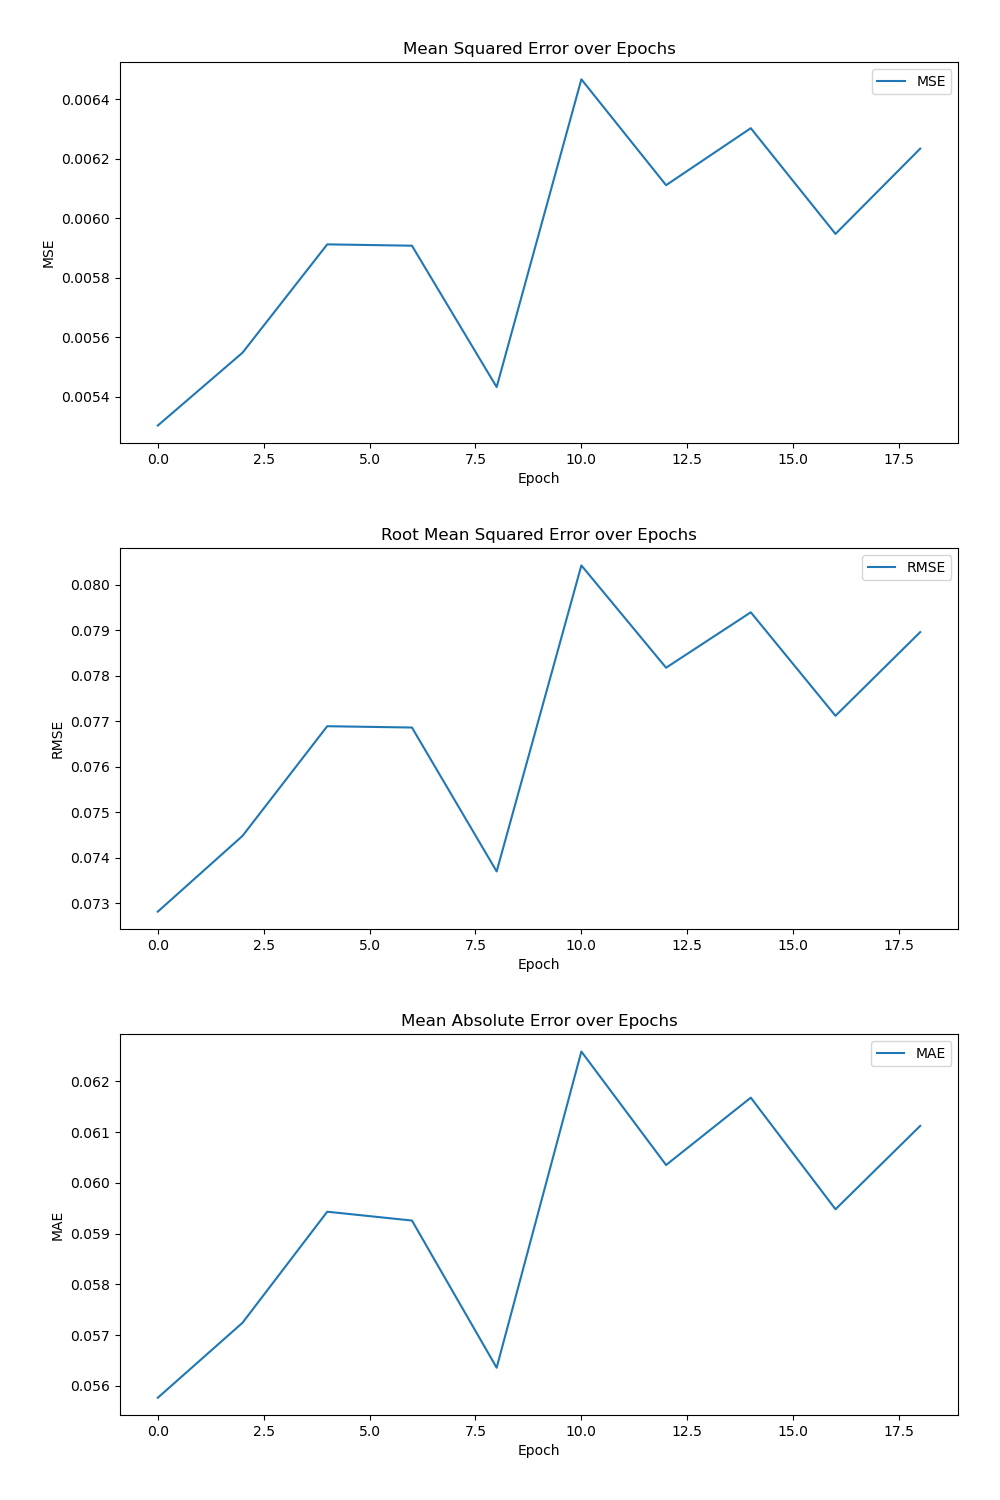 Mean Squared Error over Epochs
MSE
0.0064
0.0062
0.0060
0.0058
0.0056
0.0054
MSE
0.0 2.5 5.0 7.5 10.0 12.5 15.0 17.5
Epoch
Root Mean Squared Error over Epochs
RMSE
0.080
0.079
0.078
0.077
0.076
0.075
0.074
0.073
RMSE
0.0 2.5 5.0 7.5 10.0 12.5 15.0 17.5
Epoch
Mean Absolute Error over Epochs
MAE
0.062
0.061
0.060
0.059
0.058
0.057
0.056
MAE
0.0 2.5 5.0 7.5 10.0 12.5 15.0 17.5
Epoch